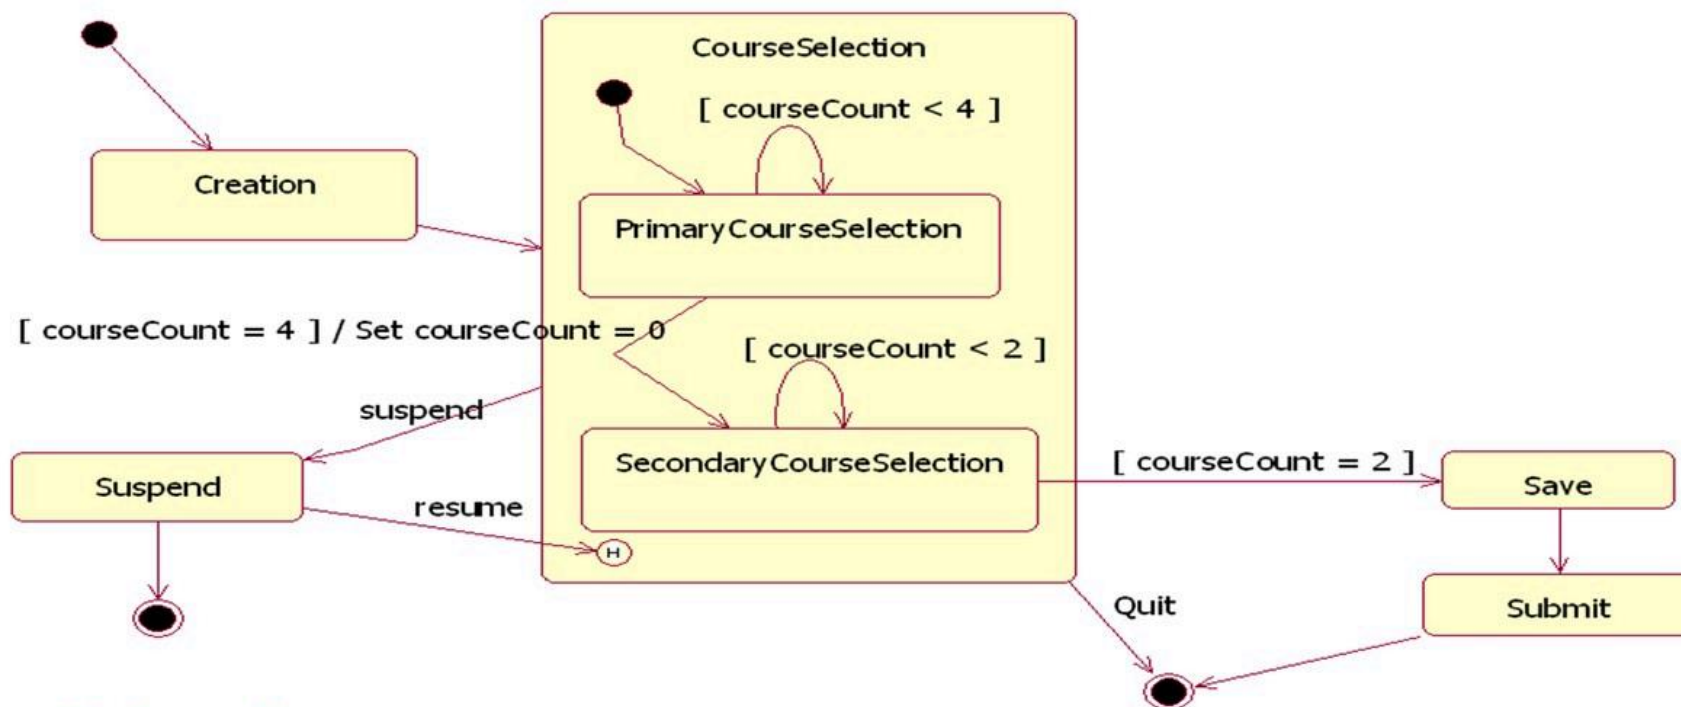 CourseSelection
[ courseCount < 4 ]
Creation
PrimaryCourseSelection
[ courseCount = 4 ] / Set courseCount = 0
[ courseCount < 2 ]
suspend
SecondaryCourseSelection
[ courseCount = 2 ]
Suspend
Save
resume
H
Quit
Submit